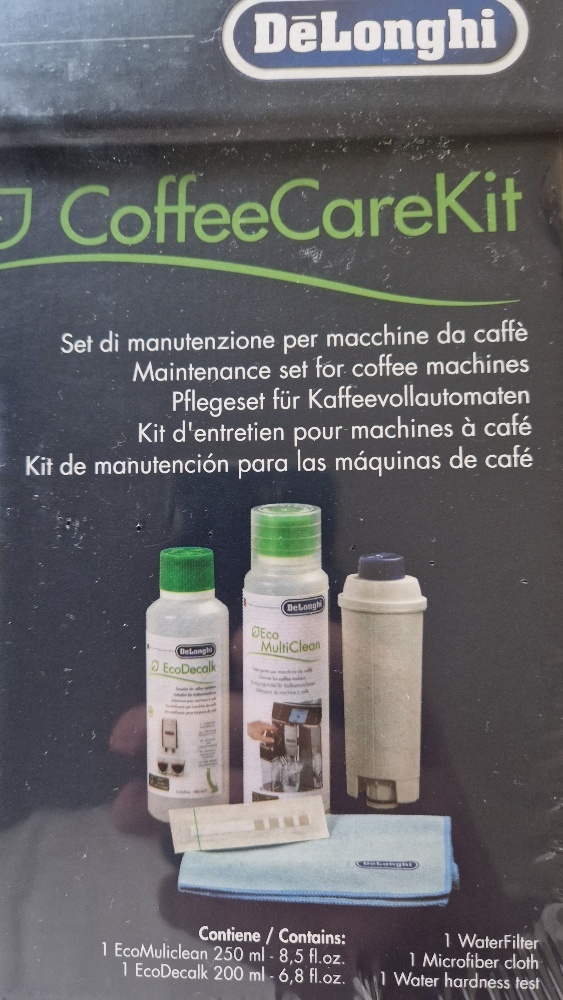 DēLonghi
CoffeeCareKit
Set di manutenzione per macchine da caffè
Maintenance set for coffee machines
Pflegeset für Kaffeevollautomaten
Kit d'entretien pour machines à café
Kit de manutención para las máquinas de café
DēLonghi
EcoDecalk
DēLonghi
Eco
MultiClean
DēLonghi
Contiene / Contains:
1 EcoMuliclean 250 ml - 8,5 fl.oz.
1 EcoDecalk 200 ml - 6,8 fl.oz.
1 WaterFilter
1 Microfiber cloth
1 Water hardness test